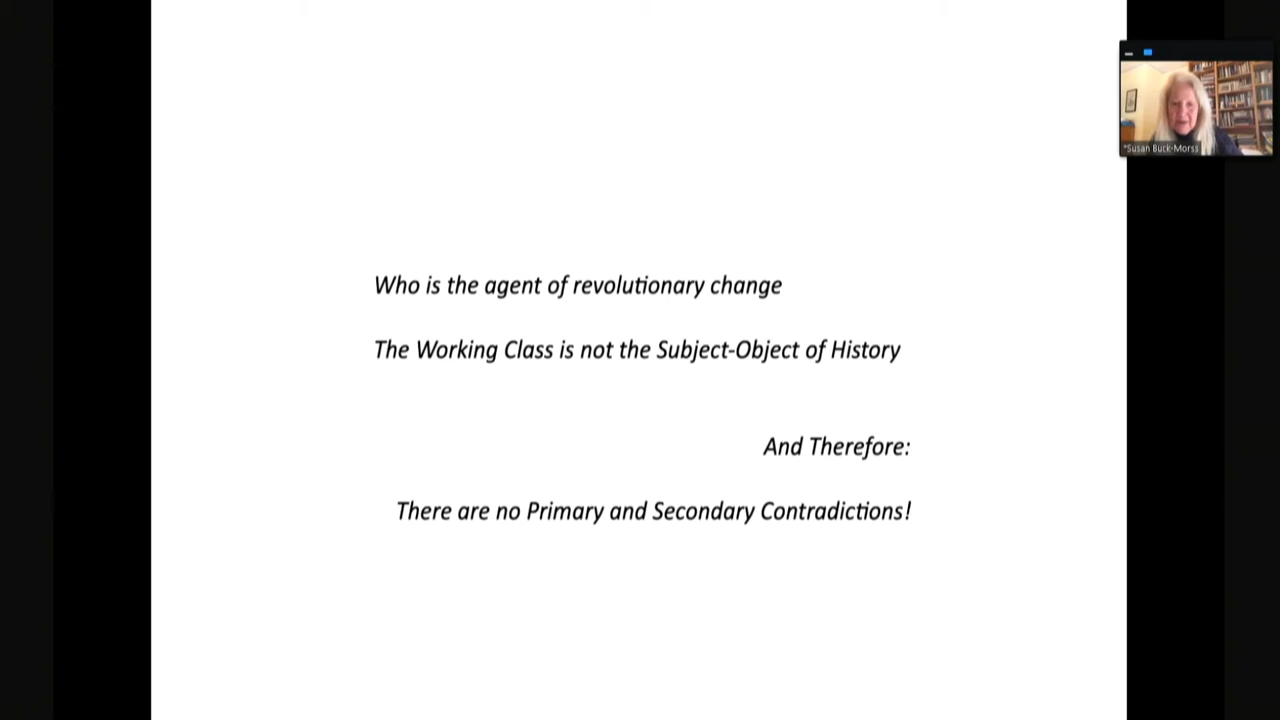 Who is the agent of revolutionary change
The Working Class is not the Subject-Object of History
And Therefore:
There are no Primary and Secondary Contradictions!
*Susan Buck-Morss